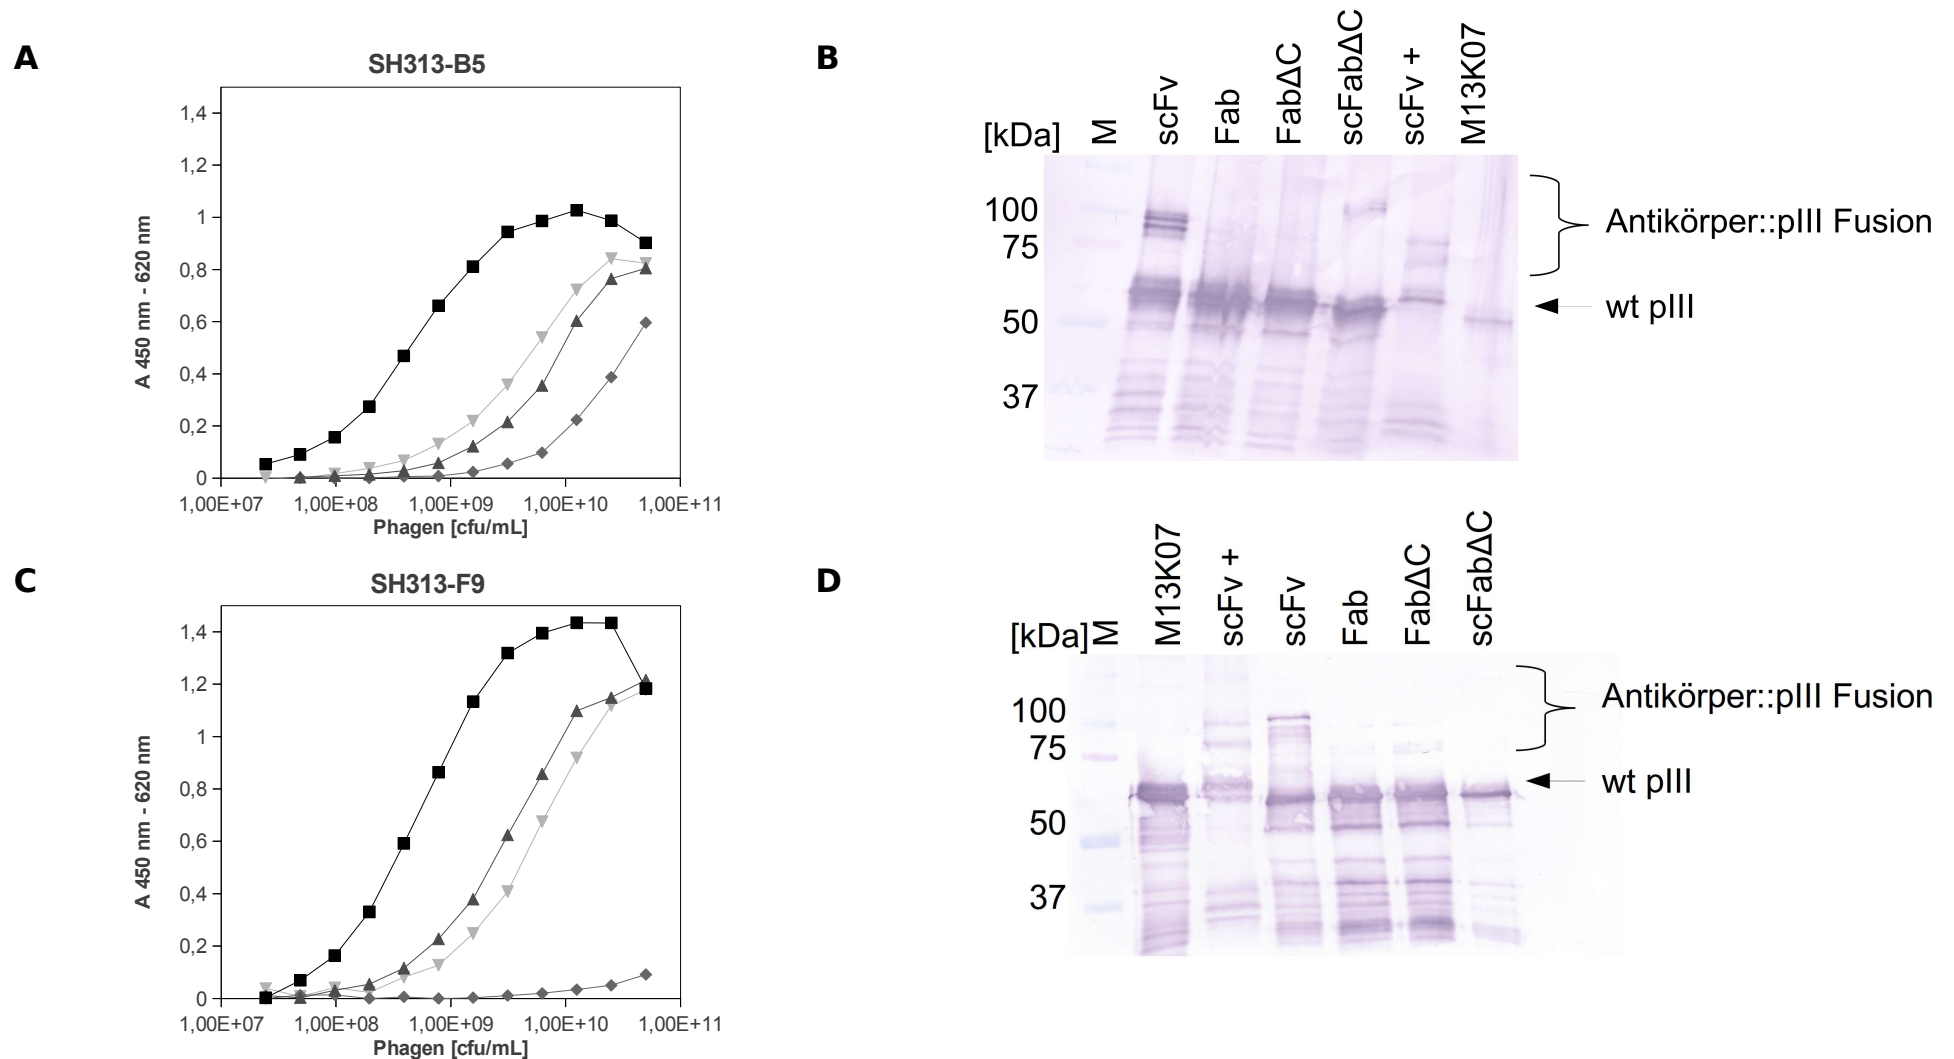 A
SH313-B5
1,4
1,2
1
0,8
0,6
0,4
0,2
0
A 450 nm - 620 nm
1,00E+07 1,00E+08 1,00E+09 1,00E+10 1,00E+11
Phagen [cfu/mL]
B
[kDa] M scFv Fab FabΔC scFabΔC scFv + M13K07
100
75
50
37
Antikörper::pIII Fusion
wt pIII
C
SH313-F9
1,4
1,2
1
0,8
0,6
0,4
0,2
0
A 450 nm - 620 nm
1,00E+07 1,00E+08 1,00E+09 1,00E+10 1,00E+11
Phagen [cfu/mL]
D
[kDa] M M13K07 scFv + scFv Fab FabΔC scFabΔC
100
75
50
37
Antikörper::pIII Fusion
wt pIII